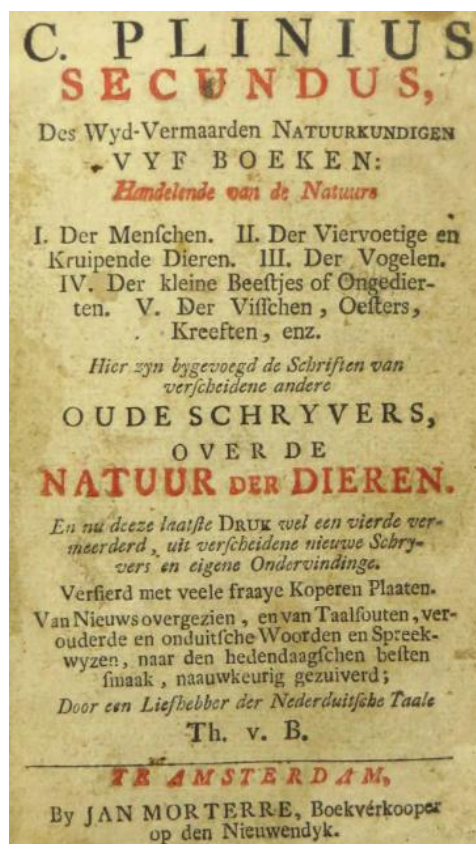 C. PLINIUS
SECUNDUS,
Des Wyd-Vermaarden NATUURKUNDIGEN
VYF BOEKEN:
Handelende van de Natuure
I. Der Menſchen. II. Der Viervoetige en
Kruipende Dieren. III. Der Vogelen.
IV. Der kleine Beeſtjes of Ongedier-
ten. V. Der Viſſchen, Oeſters,
Kreeften, enz.
Hier zyn bygevoegd de Schriften van
verſcheidene andere
OUDE SCHRYVERS,
OVER DE
NATUUR DER DIEREN.
En nu deeze laatſte DRUK wel een vierde ver-
meerderd, uit verſcheidene nieuwe Schry-
vers en eigene Ondervindinge.
Verſierd met veele fraaye Koperen Plaaten.
Van Nieuws overgezien, en van Taalfouten, ver-
ouderde en onduitſche Woorden en Spreek-
wyzen, naar den hedendaagſchen beſten
ſmaak, naauwkeurig gezuiverd;
Door een Liefhebber der Nederduitſche Taale
Th. v. B.
TE AMSTERDAM,
By JAN MORTERRE, Boekverkooper
op den Nieuwendyk.